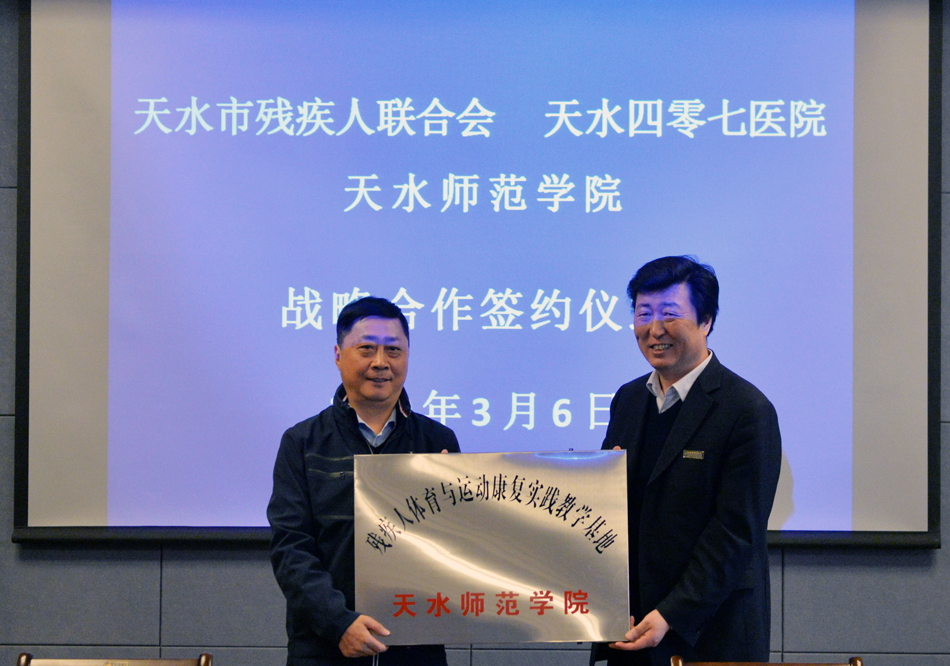 天水市残疾人联合会 天水四零七医院
天水师范学院
战略合作签约仪
年3月6日
残疾人体育与运动康复实践教学基地
天水师范学院